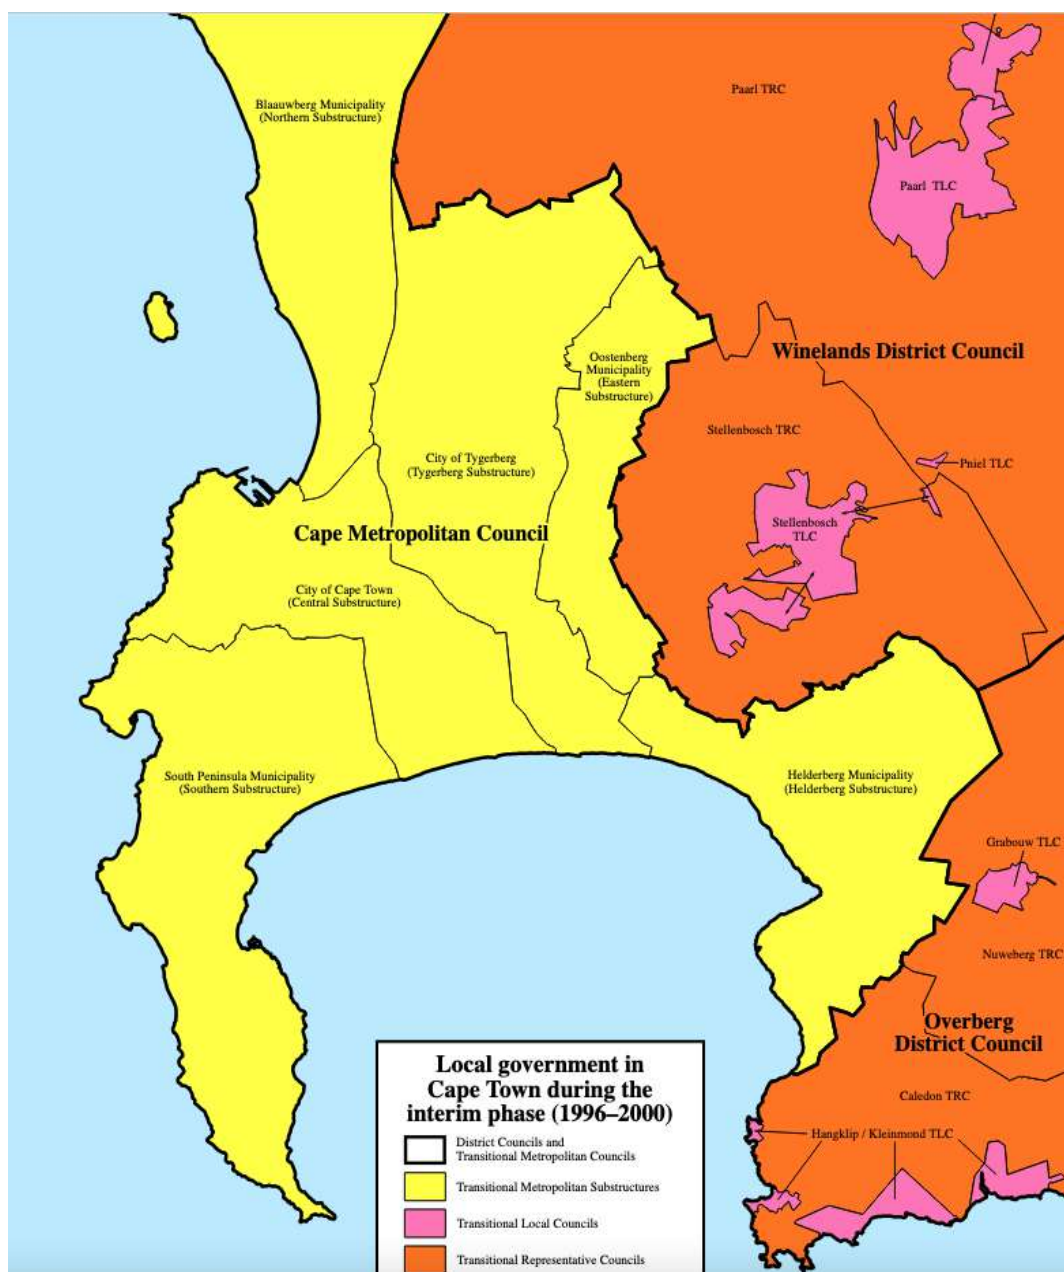 Blaauwberg Municipality
(Northern Substructure)
Paarl TRC
Paarl TLC
Oostenberg
Municipality
(Eastern
Substructure)
Winelands District Council
Stellenbosch TRC
City of Tygerberg
(Tygerberg Substructure)
Pniel TLC
Stellenbosch
TLC
Cape Metropolitan Council
City of Cape Town
(Central Substructure)
South Peninsula Municipality
(Southern Substructure)
Helderberg Municipality
(Helderberg Substructure)
Grabouw TLC
Nuweberg TRC
Overberg
District Council
Caledon TRC
Hangklip / Kleinmond TLC
Local government in
Cape Town during the
interim phase (1996–2000)
District Councils and
Transitional Metropolitan Councils
Transitional Metropolitan Substructures
Transitional Local Councils
Transitional Representative Councils